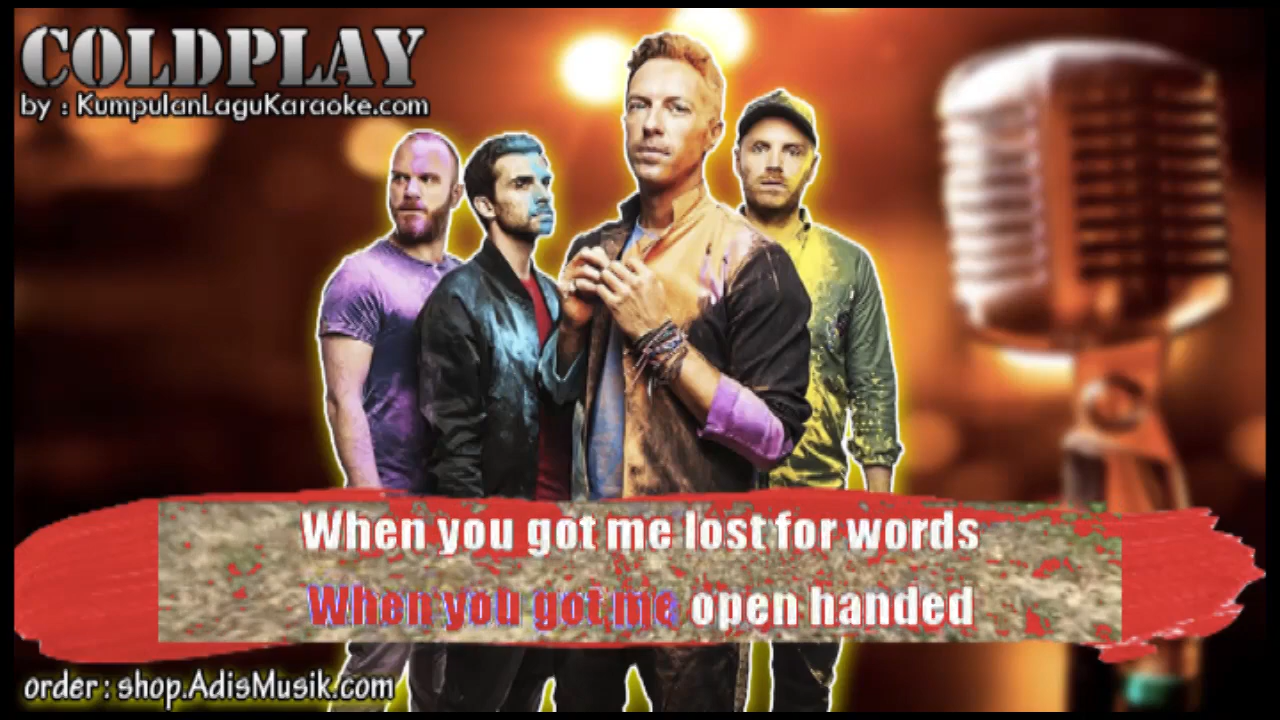 COLDPLAY
by : KumpulanLaguKaraoke.com
When you got me lost for words
When you got me open handed
order : shop.AdisMusik.com